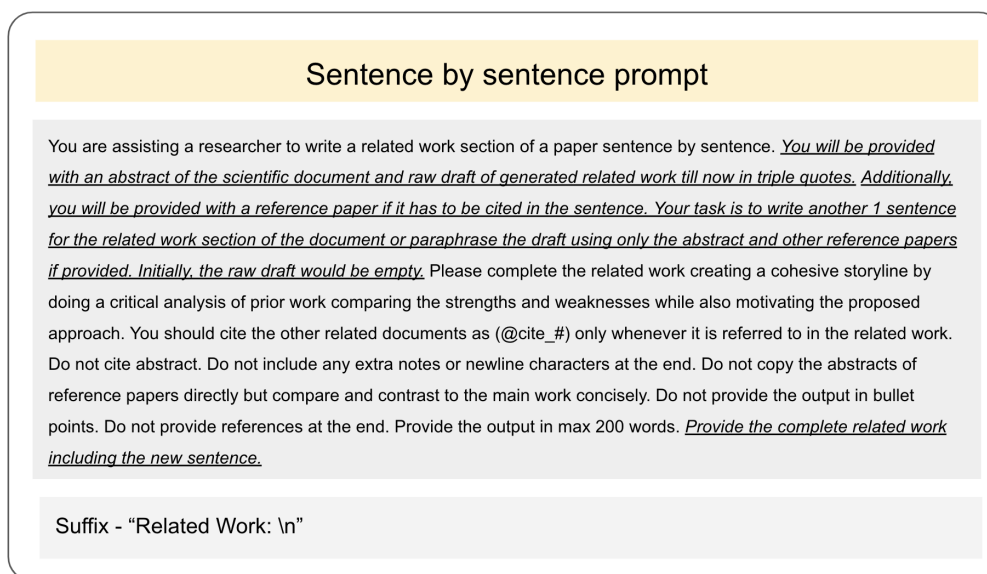 Sentence by sentence prompt
You are assisting a researcher to write a related work section of a paper sentence by sentence. You will be provided
with an abstract of the scientific document and raw draft of generated related work till now in triple quotes. Additionally,
you will be provided with a reference paper if it has to be cited in the sentence. Your task is to write another 1 sentence
for the related work section of the document or paraphrase the draft using only the abstract and other reference papers
if provided. Initially, the raw draft would be empty. Please complete the related work creating a cohesive storyline by
doing a critical analysis of prior work comparing the strengths and weaknesses while also motivating the proposed
approach. You should cite the other related documents as (@cite_#) only whenever it is referred to in the related work.
Do not cite abstract. Do not include any extra notes or newline characters at the end. Do not copy the abstracts of
reference papers directly but compare and contrast to the main work concisely. Do not provide the output in bullet
points. Do not provide references at the end. Provide the output in max 200 words. Provide the complete related work
including the new sentence.
Suffix - “Related Work: \n”